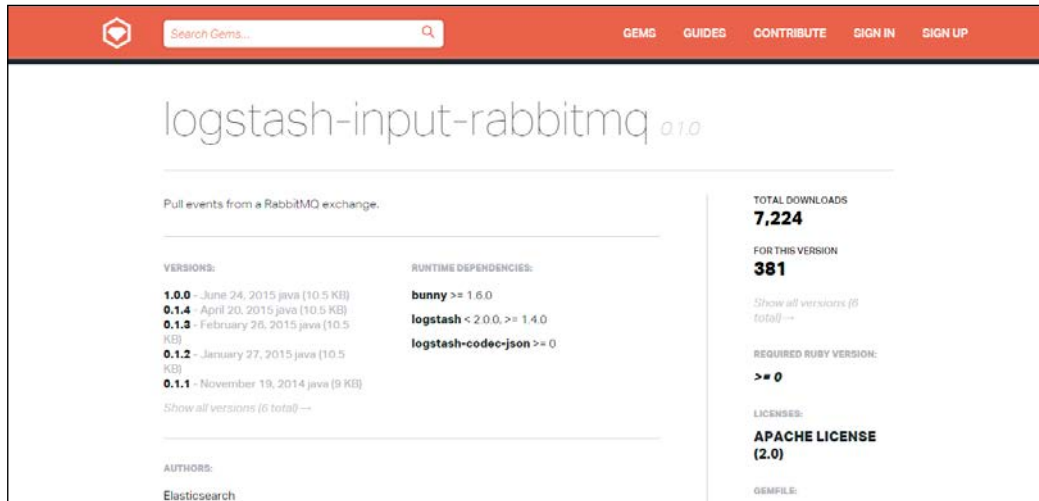 Search Gems...
GEMS GUIDES CONTRIBUTE SIGN IN SIGN UP
logstash-input-rabbitmq 0.1.0
Pull events from a RabbitMQ exchange.
VERSIONS:
1.0.0 - June 24, 2015 java (10.5 KB)
0.1.4 - April 20, 2015 java (10.5 KB)
0.1.3 - February 26, 2015 java (10.5
KB)
0.1.2 - January 27, 2015 java (10.5
KB)
0.1.1 - November 19, 2014 java (9 KB)
Show all versions (6 total) →
RUNTIME DEPENDENCIES:
bunny >= 1.6.0
logstash < 2.0.0, >= 1.4.0
logstash-codec-json >= 0
AUTHORS:
Elasticsearch
TOTAL DOWNLOADS
7,224
FOR THIS VERSION
381
Show all versions (6
total) →
REQUIRED RUBY VERSION:
>= 0
LICENSES:
APACHE LICENSE
(2.0)
GEMFILE: